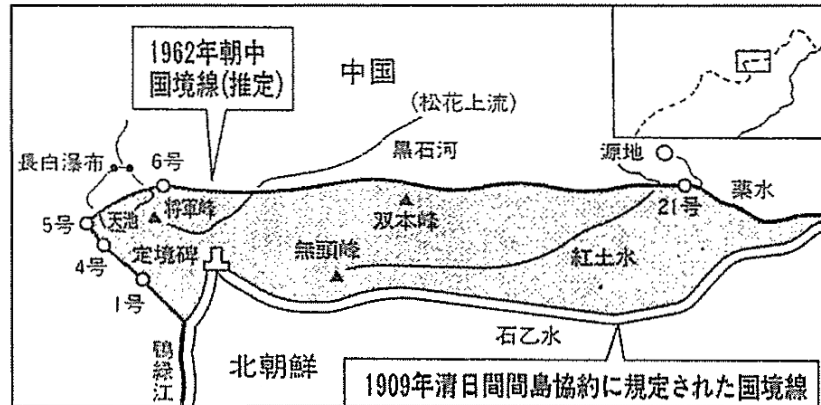 1962年朝中
国境線(推定)
中国
(松花上流)
黒石河
長白瀑布
6号
源地
薬水
将軍峰
天池
5号
双本峰
21号
4号
定境碑
無頭峰
紅土水
1号
石乙水
鴨緑江
北朝鮮
1909年清日間間島協約に規定された国境線